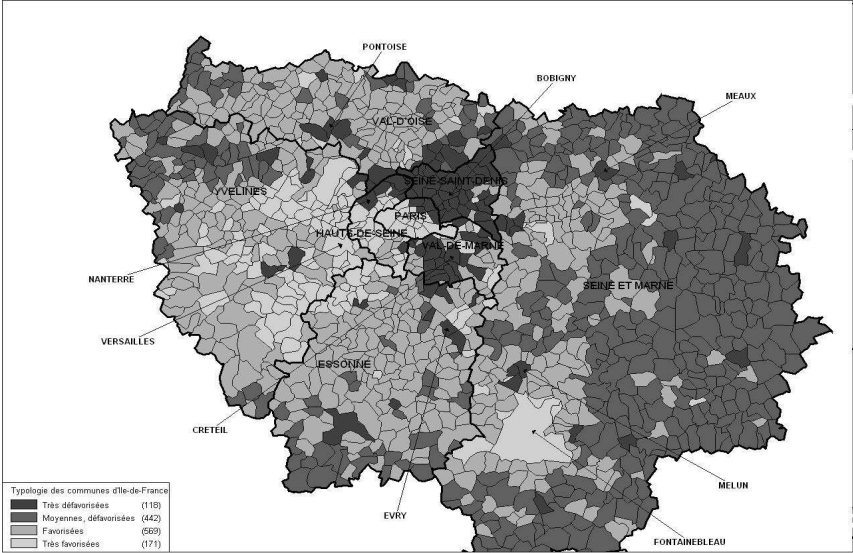 PONTOISE
BOBIGNY
MEAUX
VAL-D'OISE
SEINE-SAINT-DENIS
YVELINES
PARIS
HAUTS-DE-SEINE
VAL-DE-MARNE
NANTERRE
SEINE ET MARNE
VERSAILLES
ESSONNE
CRETEIL
MELUN
EVRY
FONTAINEBLEAU
Typologie des communes d'Ile-de-France
Très défavorisées (118)
Moyennes, défavorisées (442)
Favorisées (569)
Très favorisées (171)